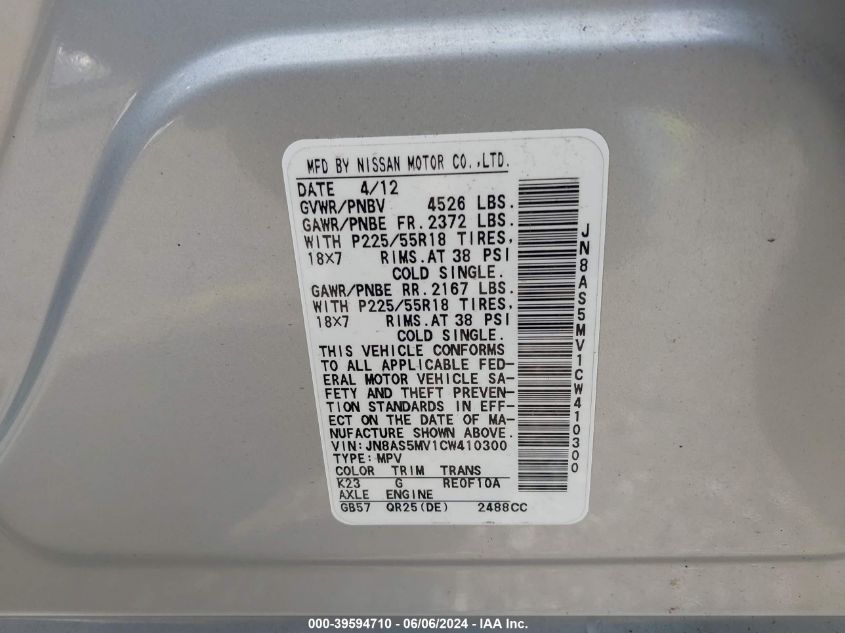 MFD BY NISSAN MOTOR CO.,LTD.
DATE 4/12
GVWR/PNBV 4526 LBS.
GAWR/PNBE FR.2372 LBS.
WITH P225/55R18 TIRES,
18X7 RIMS.AT 38 PSI
COLD SINGLE.
GAWR/PNBE RR.2167 LBS.
WITH P225/55R18 TIRES,
18X7 RIMS.AT 38 PSI
COLD SINGLE.
THIS VEHICLE CONFORMS
TO ALL APPLICABLE FED-
ERAL MOTOR VEHICLE SA-
FETY AND THEFT PREVEN-
TION STANDARDS IN EFF-
ECT ON THE DATE OF MA-
NUFACTURE SHOWN ABOVE.
VIN:JN8AS5MV1CW410300
TYPE:MPV
COLOR TRIM TRANS
K23 G RE0F10A
AXLE ENGINE
GB57 QR25(DE) 2488CC
JN8AS5MV1CW410300
000-39594710 - 06/06/2024 - IAA Inc.